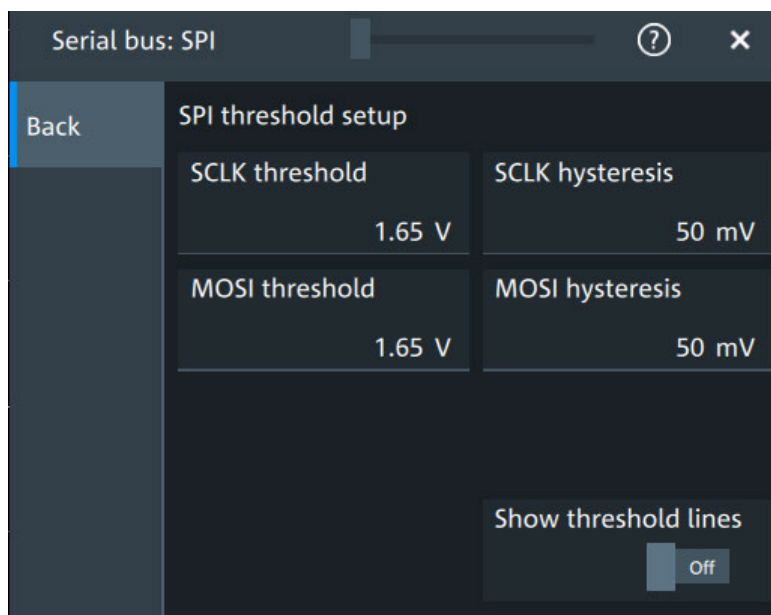 Serial bus: SPI
?
×
Back
SPI threshold setup
SCLK threshold
1.65 V
SCLK hysteresis
50 mV
MOSI threshold
1.65 V
MOSI hysteresis
50 mV
Show threshold lines
Off